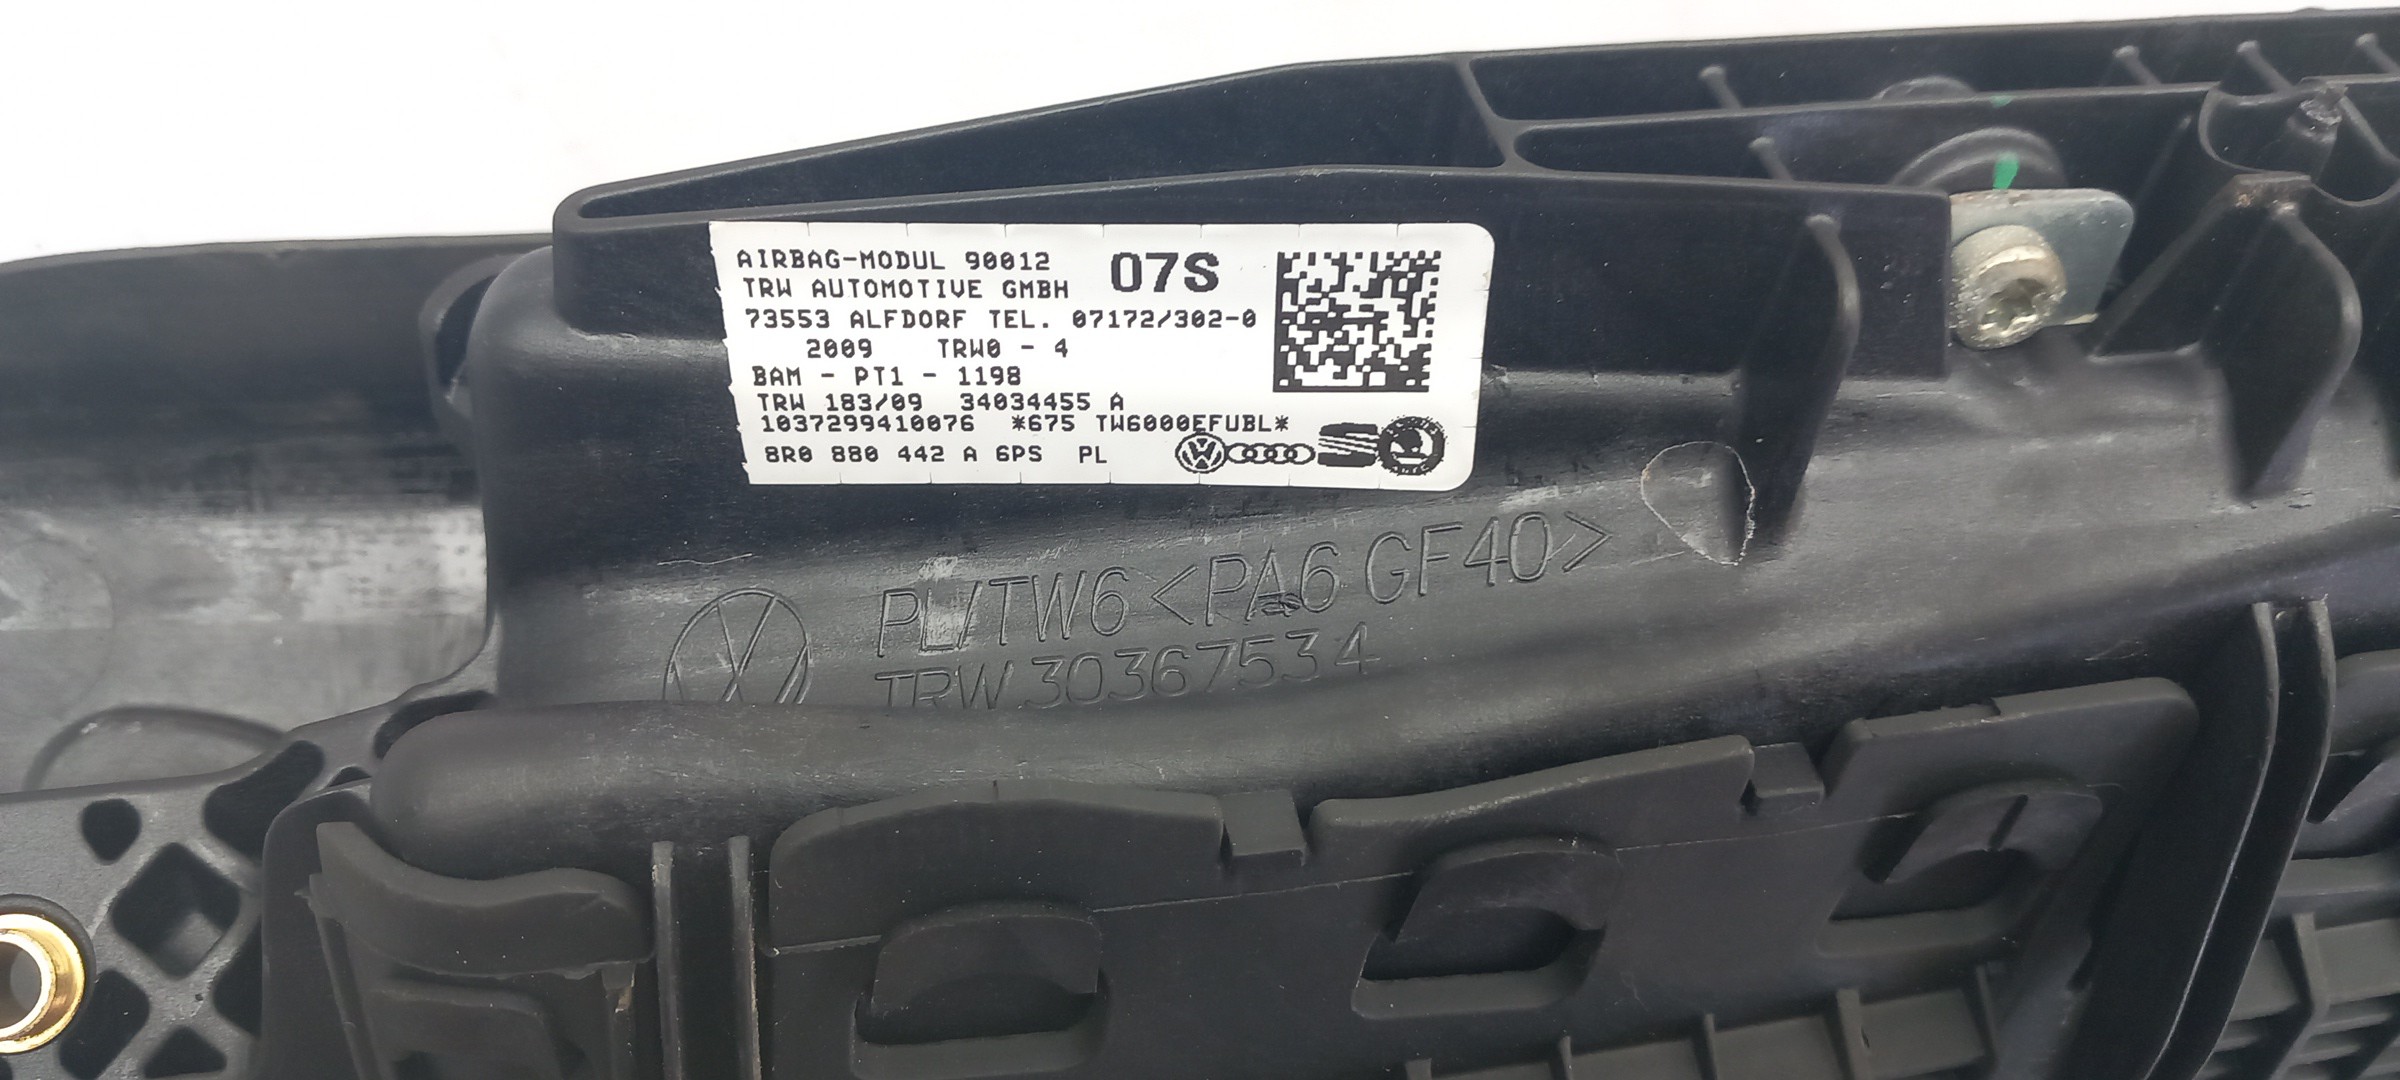 AIRBAG-MODUL 90012 07S
TRW AUTOMOTIVE GMBH
73553 ALFDORF TEL. 07172/302-0
2009 TRW0 - 4
BAM - PT1 - 1198
TRW 183/09 34034455 A
1037299410076 *675 TW6000EFUBL*
8R0 880 442 A 6PS PL
PL/TW6 <PA6 GF40>
TRW 30367534